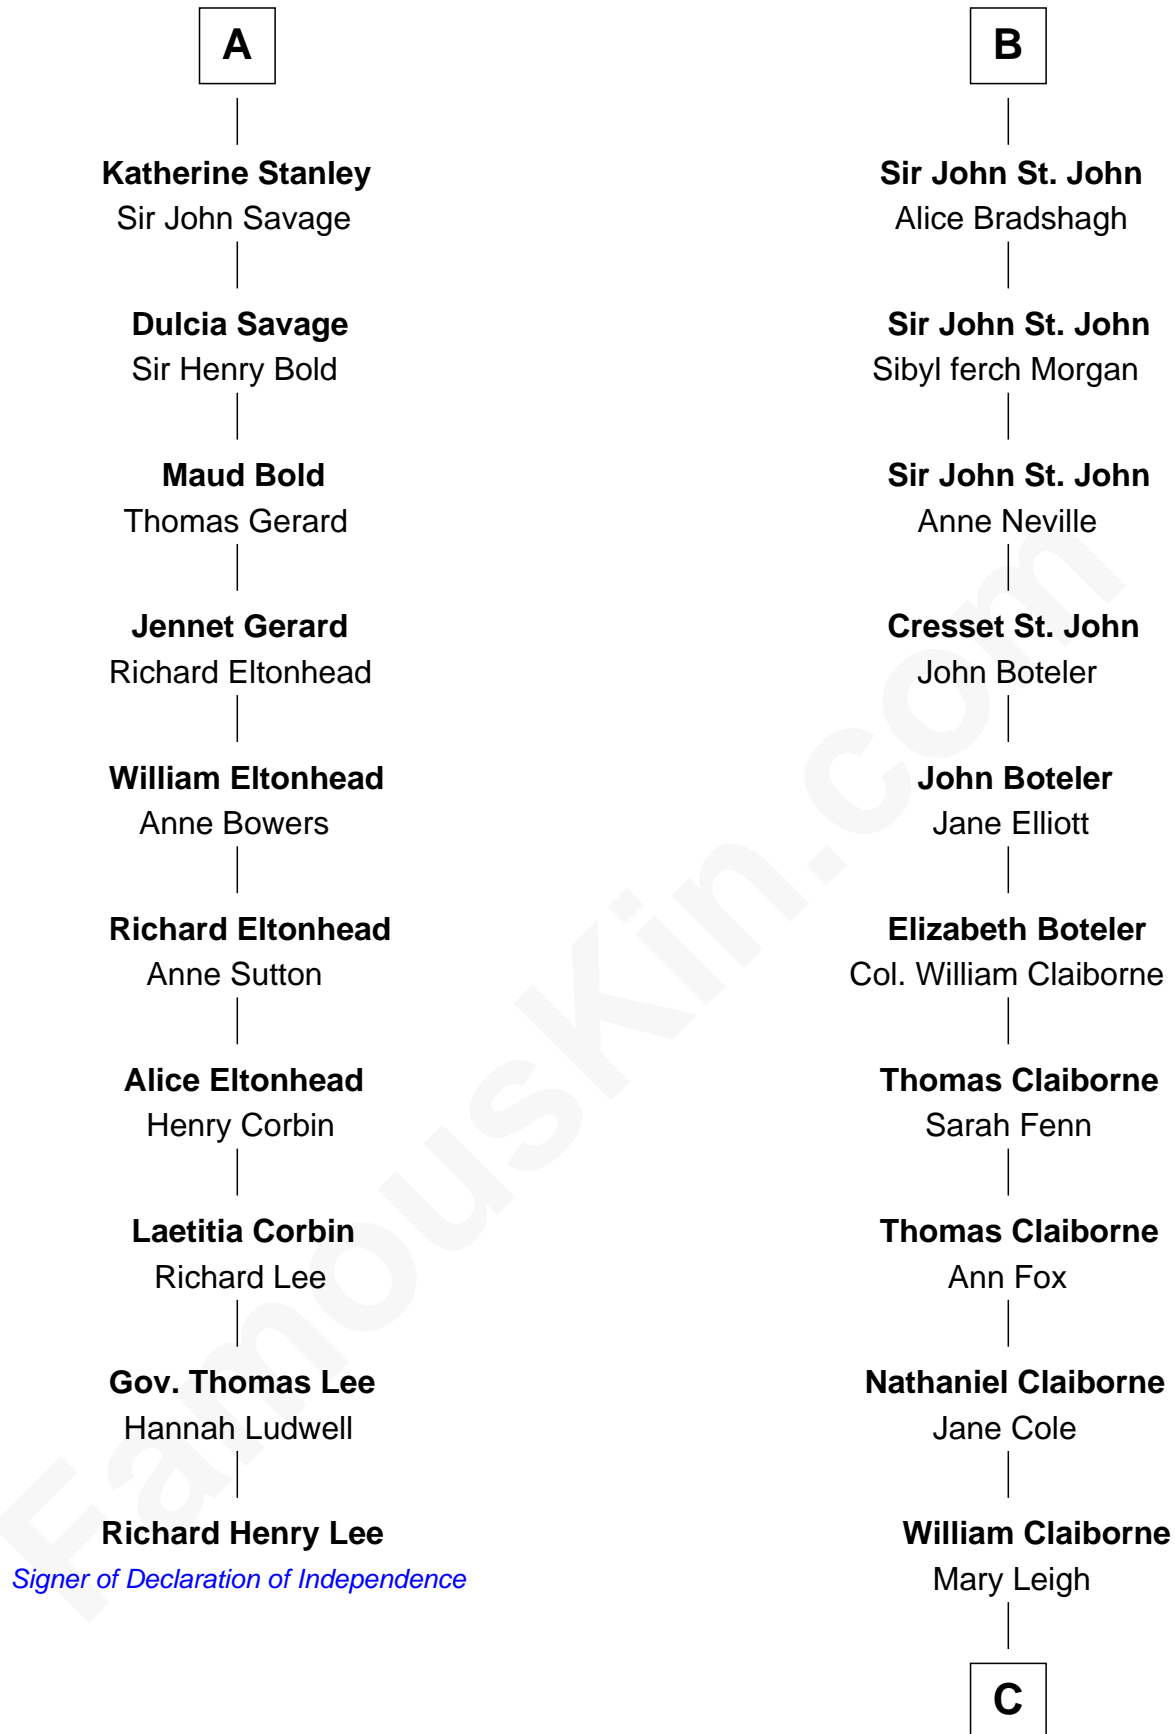 A
Katherine Stanley
Sir John Savage
Dulcia Savage
Sir Henry Bold
Maud Bold
Thomas Gerard
Jennet Gerard
Richard Eltonhead
William Eltonhead
Anne Bowers
Richard Eltonhead
Anne Sutton
Alice Eltonhead
Henry Corbin
Laetitia Corbin
Richard Lee
Gov. Thomas Lee
Hannah Ludwell
Richard Henry Lee
Signer of Declaration of Independence
B
Sir John St. John
Alice Bradshagh
Sir John St. John
Sibyl ferch Morgan
Sir John St. John
Anne Neville
Cresset St. John
John Boteler
John Boteler
Jane Elliott
Elizabeth Boteler
Col. William Claiborne
Thomas Claiborne
Sarah Fenn
Thomas Claiborne
Ann Fox
Nathaniel Claiborne
Jane Cole
William Claiborne
Mary Leigh
C
FamousKin.com